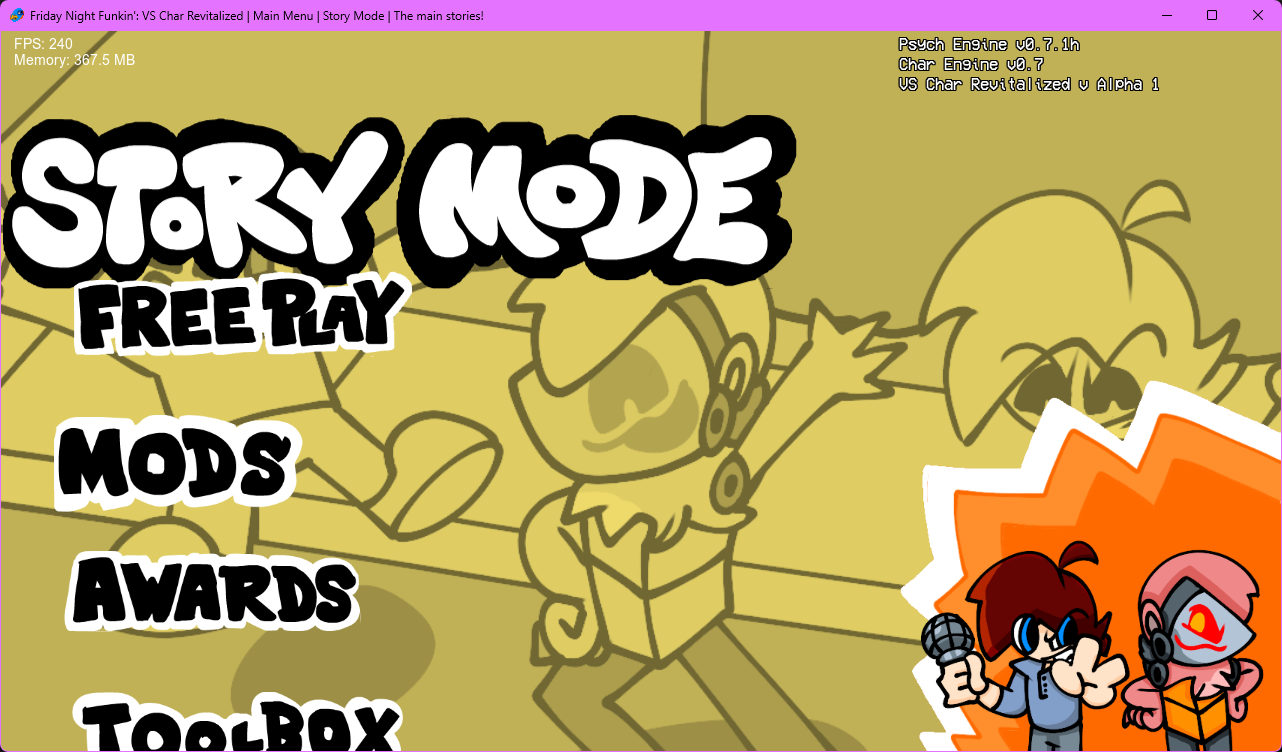 Friday Night Funkin': VS Char Revitalized | Main Menu | Story Mode | The main stories!
FPS: 240
Memory: 367.5 MB
Psych Engine v0.7.1h
Char Engine v0.7
VS Char Revitalized v Alpha 1
STORY MODE
FREEPLAY
MODS
AWARDS
TOOLBOX